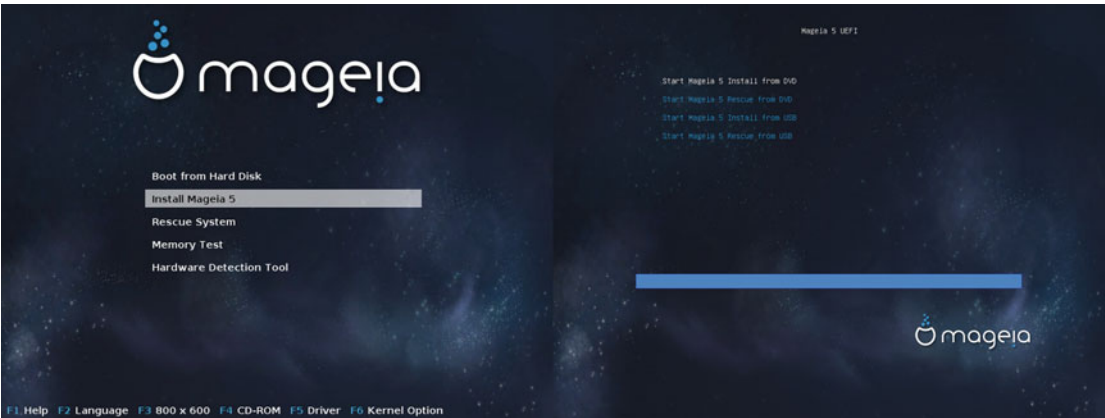 mageia
Boot from Hard Disk
Install Mageia 5
Rescue System
Memory Test
Hardware Detection Tool
F1 Help F2 Language F3 800 x 600 F4 CD-ROM F5 Driver F6 Kernel Option
Mageia 5 UEFI
Start Mageia 5 Install from DVD
Start Mageia 5 Rescue from DVD
Start Mageia 5 Install from USB
Start Mageia 5 Rescue from USB
mageia